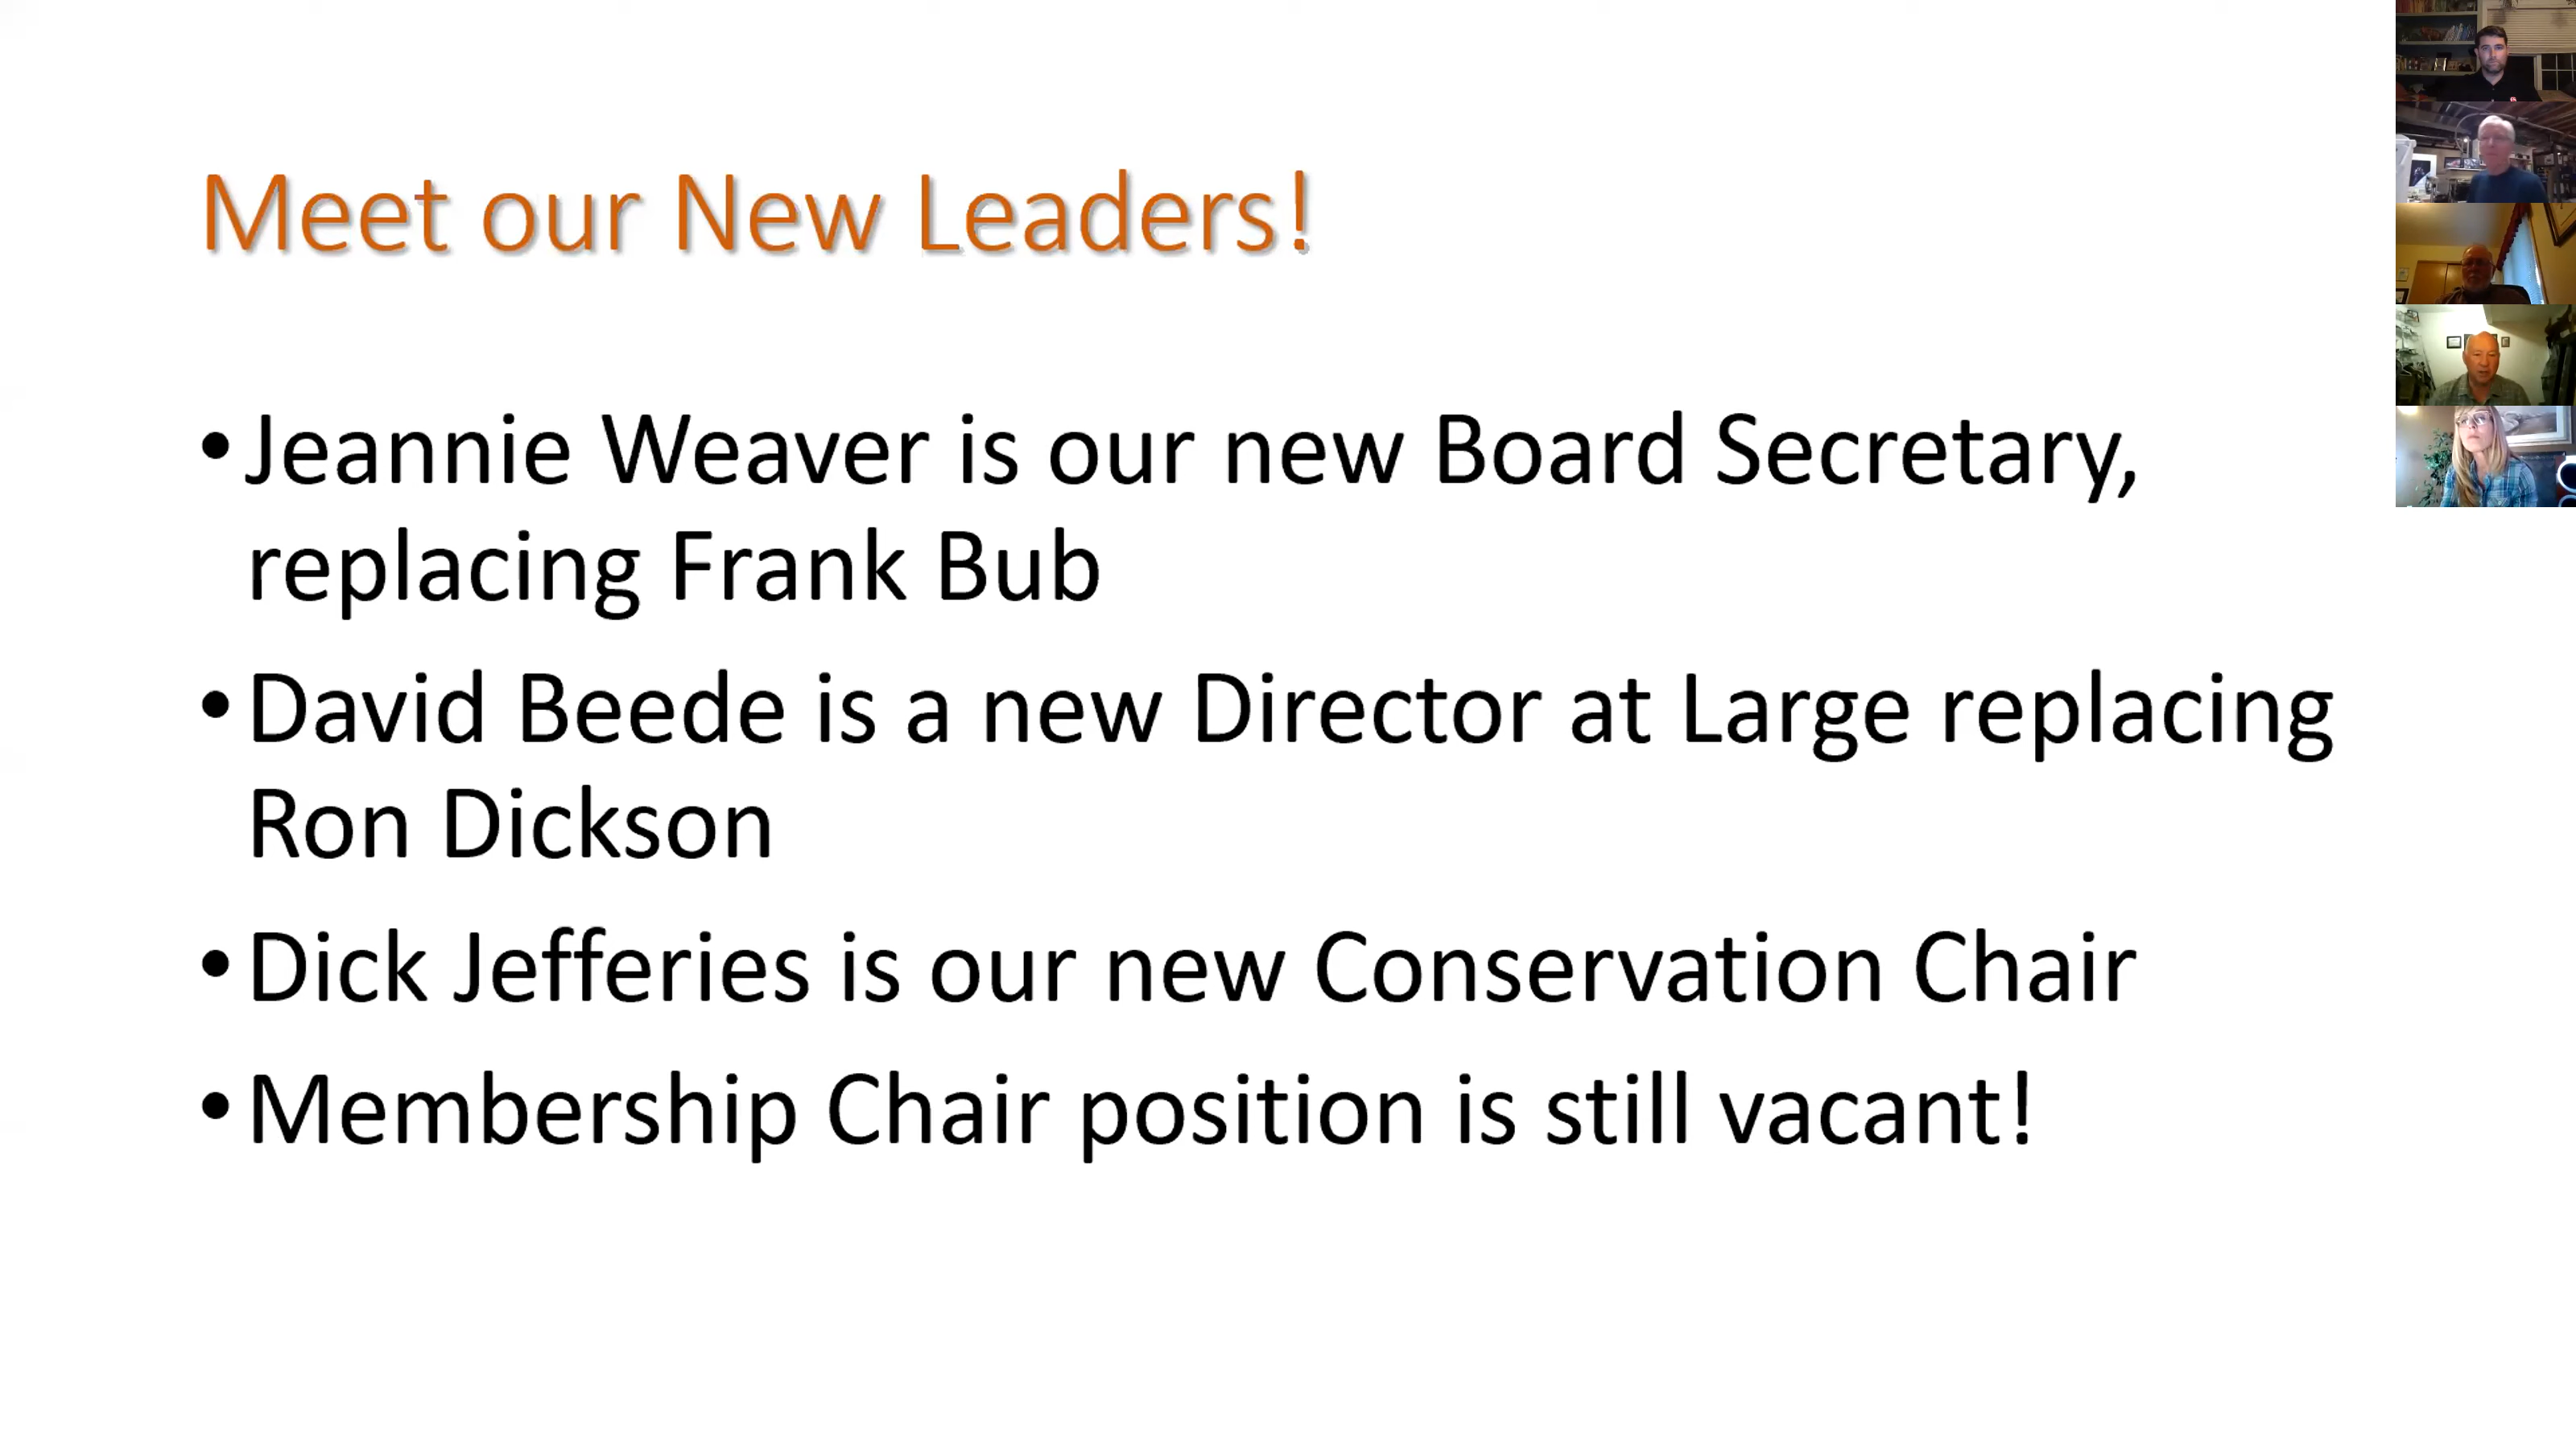 Meet our New Leaders!
• Jeannie Weaver is our new Board Secretary,
replacing Frank Bub
• David Beede is a new Director at Large replacing
Ron Dickson
• Dick Jefferies is our new Conservation Chair
• Membership Chair position is still vacant!